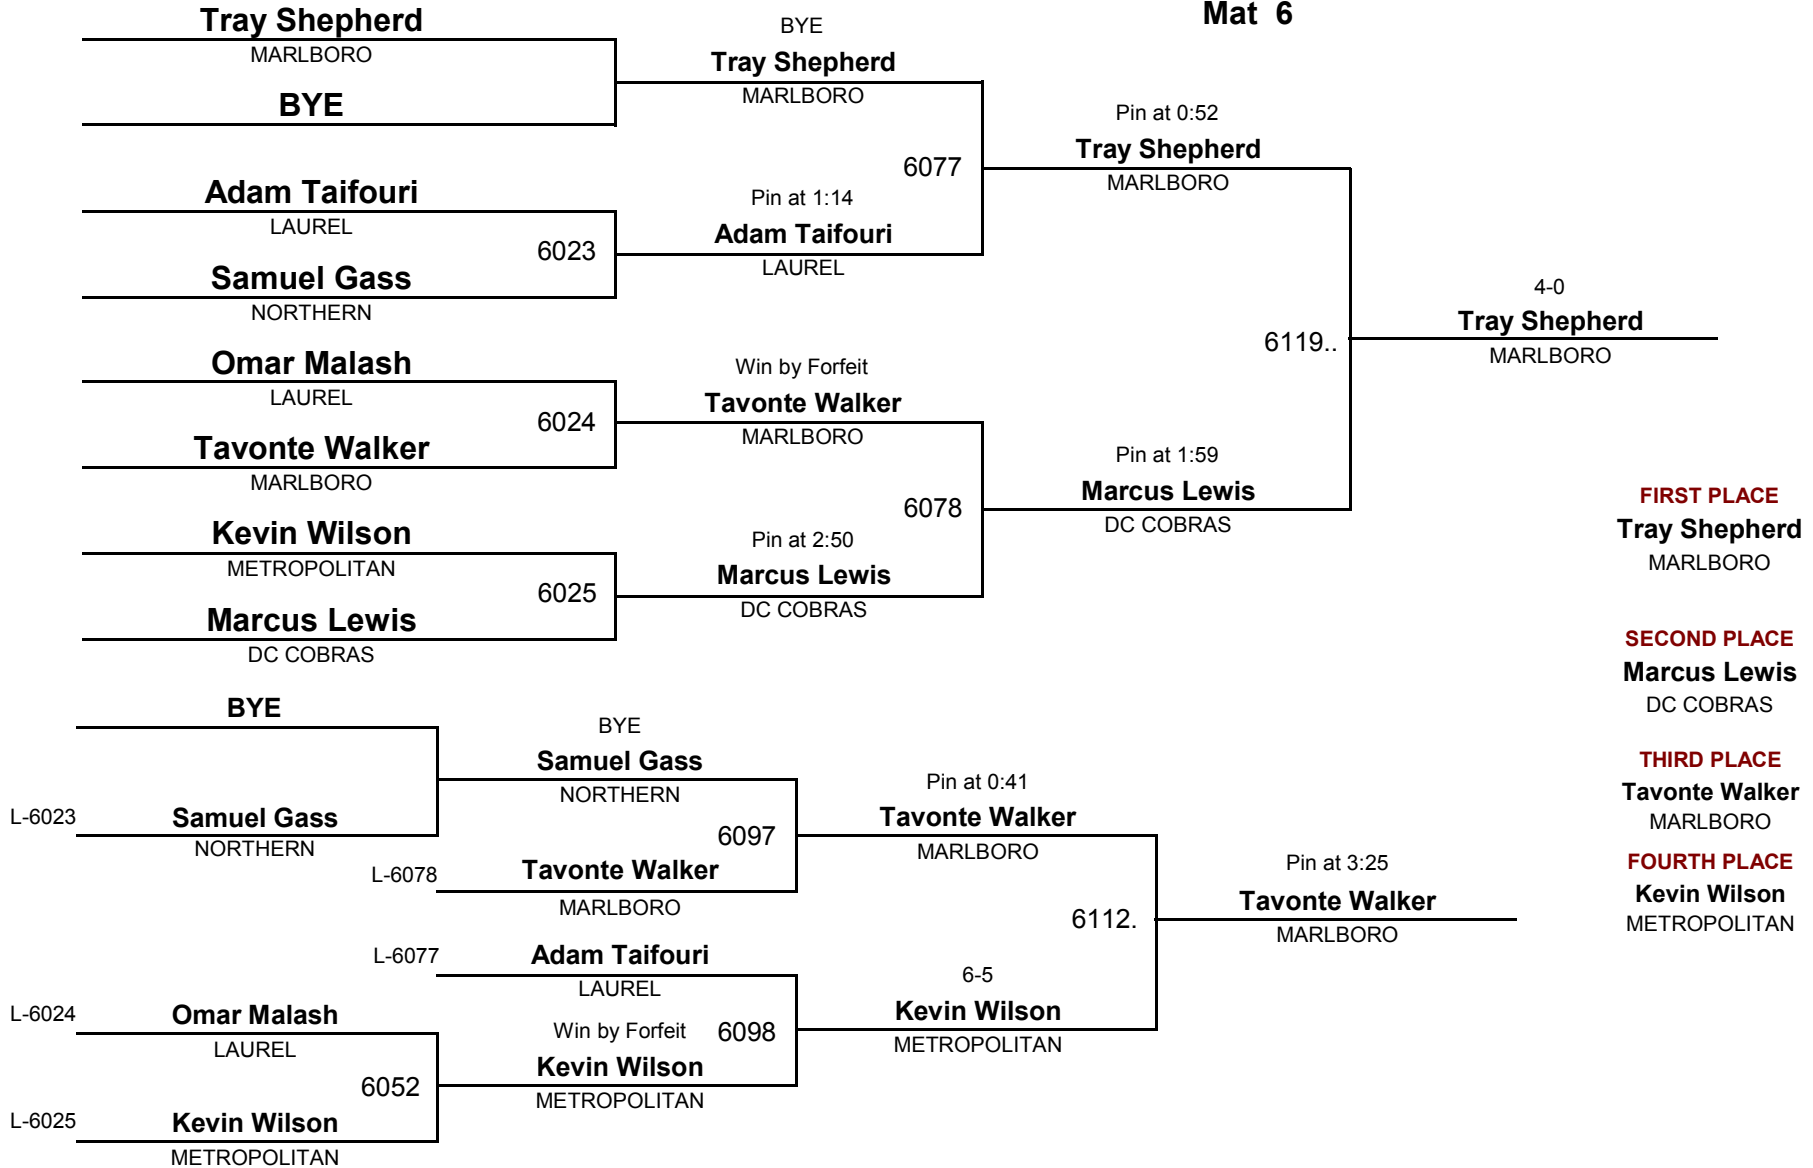 Mat 6
Tray Shepherd
MARLBORO
BYE
Adam Taifouri
LAUREL
6023
Samuel Gass
NORTHERN
Omar Malash
LAUREL
6024
Tavonte Walker
MARLBORO
Kevin Wilson
METROPOLITAN
6025
Marcus Lewis
DC COBRAS
BYE
Tray Shepherd
MARLBORO
6077
Pin at 1:14
Adam Taifouri
LAUREL
Win by Forfeit
Tavonte Walker
MARLBORO
6078
Pin at 2:50
Marcus Lewis
DC COBRAS
Pin at 0:52
Tray Shepherd
MARLBORO
6119..
Pin at 1:59
Marcus Lewis
DC COBRAS
4-0
Tray Shepherd
MARLBORO
FIRST PLACE
Tray Shepherd
MARLBORO
SECOND PLACE
Marcus Lewis
DC COBRAS
THIRD PLACE
Tavonte Walker
MARLBORO
FOURTH PLACE
Kevin Wilson
METROPOLITAN
BYE
L-6023
Samuel Gass
NORTHERN
L-6024
Omar Malash
LAUREL
6052
L-6025
Kevin Wilson
METROPOLITAN
BYE
Samuel Gass
NORTHERN
6097
L-6078
Tavonte Walker
MARLBORO
L-6077
Adam Taifouri
LAUREL
Win by Forfeit
6098
Kevin Wilson
METROPOLITAN
Pin at 0:41
Tavonte Walker
MARLBORO
6112.
6-5
Kevin Wilson
METROPOLITAN
Pin at 3:25
Tavonte Walker
MARLBORO